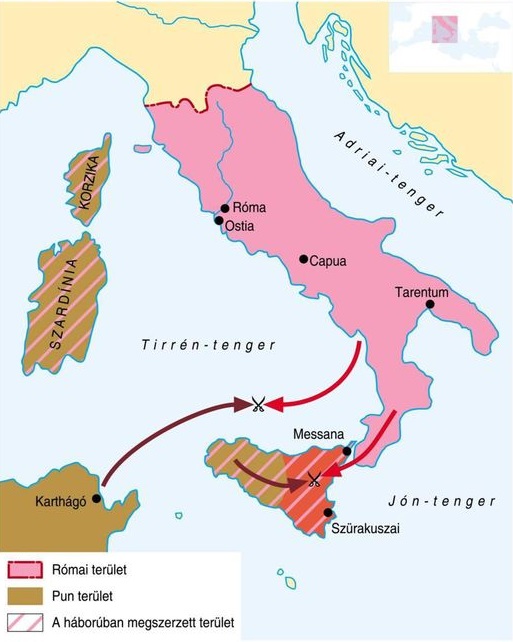 Adriai-tenger
KORZIKA
Róma
Ostia
Capua
SZARDÍNIA
Tarentum
Tirrén-tenger
Messana
Karthágó
Jón-tenger
Szürakuszai
Római terület
Pun terület
A háborúban megszerzett terület